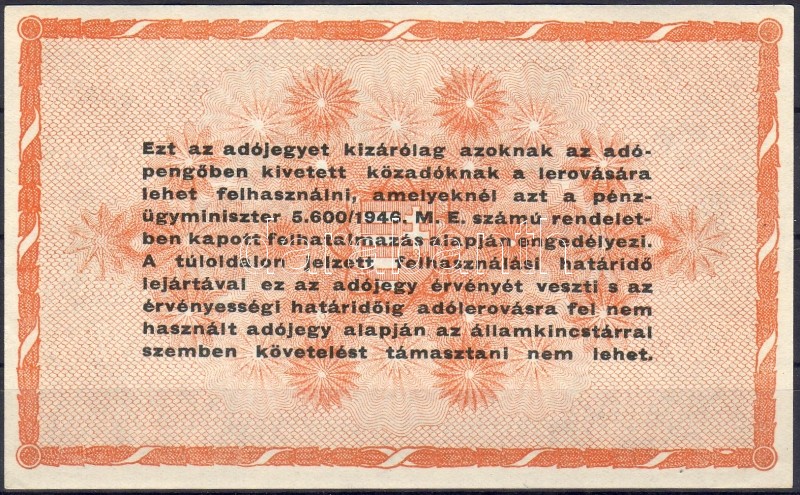 Ezt az adójegyet kizárólag azoknak az adó-
pengőben kivetett közadóknak a lerovására
lehet felhasználni, amelyeknél azt a pénz-
ügyminiszter 5.600/1946. M. E. számú rendelet-
ben kapott felhatalmazás alapján engedélyezi.
A túloldalon jelzett felhasználási határidő
lejártával ez az adójegy érvényét veszti s az
érvényességi határidőig adólerovásra fel nem
használt adójegy alapján az államkincstárral
szemben követelést támasztani nem lehet.